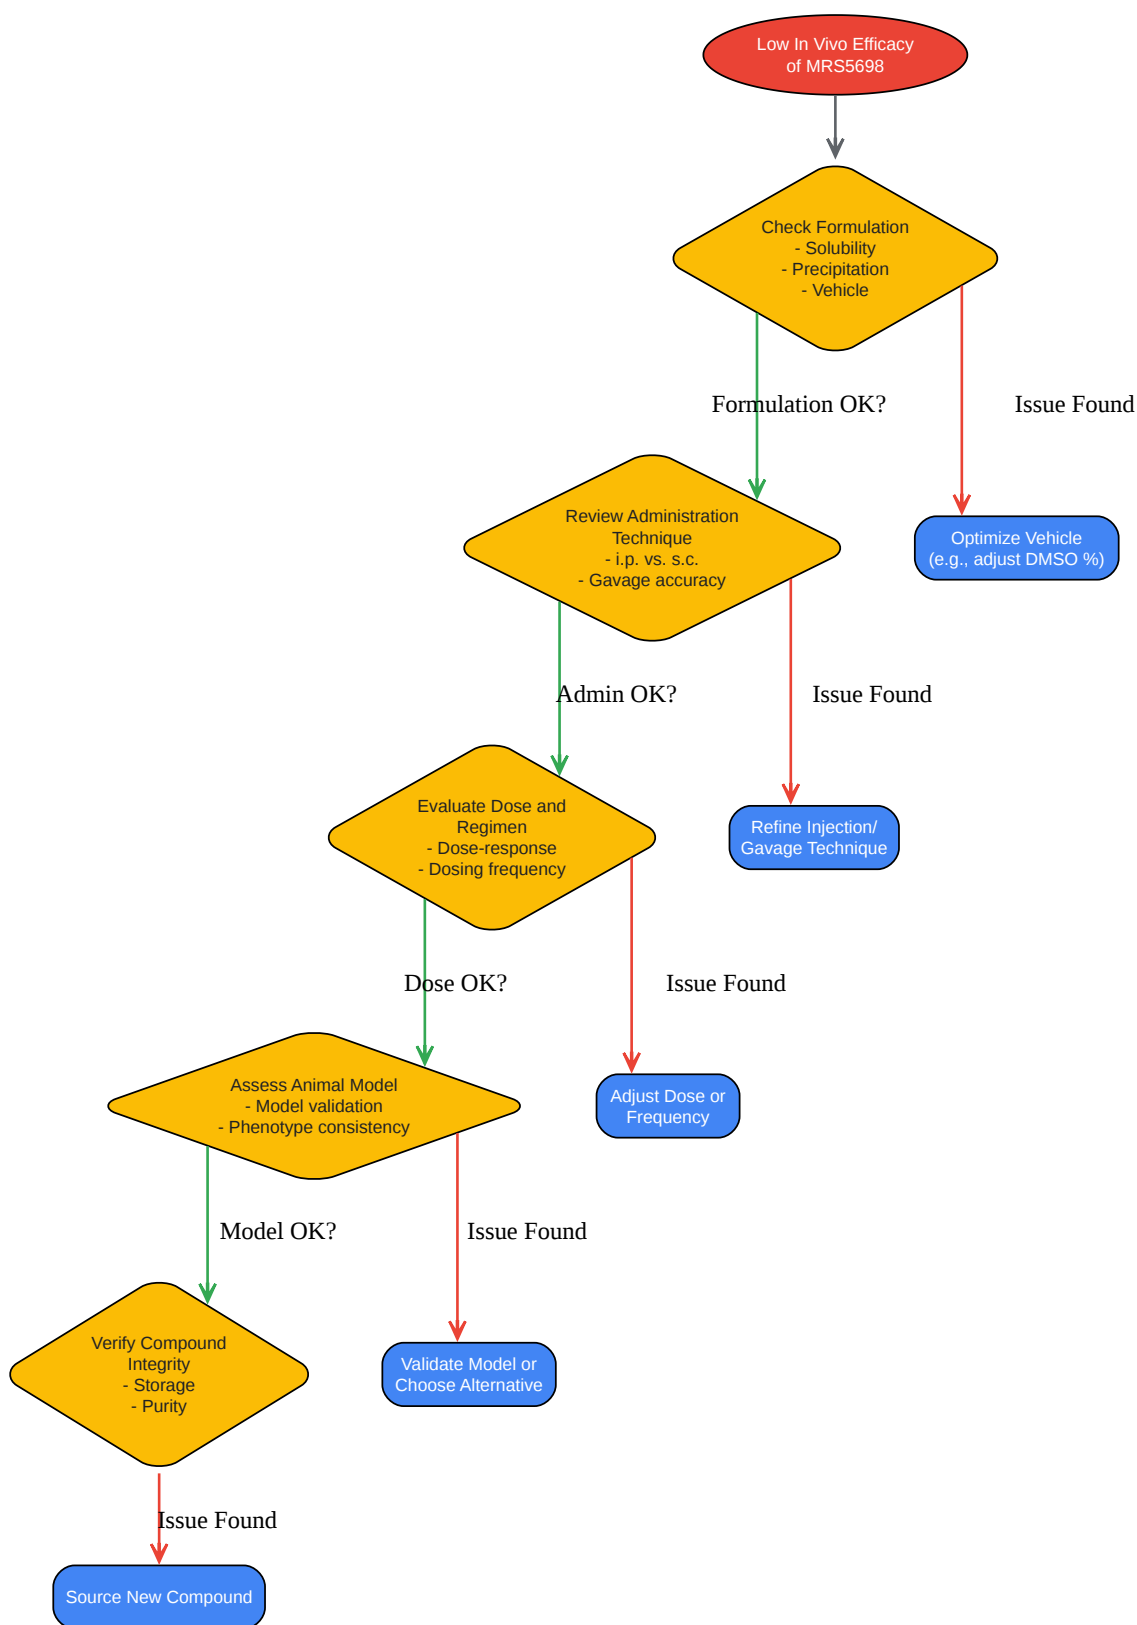 Low In Vivo Efficacy
of MRS5698
Check Formulation
- Solubility
- Precipitation
- Vehicle
Formulation OK?
Issue Found
Review Administration
Technique
- i.p. vs. s.c.
- Gavage accuracy
Optimize Vehicle
(e.g., adjust DMSO %)
Admin OK?
Issue Found
Evaluate Dose and
Regimen
- Dose-response
- Dosing frequency
Refine Injection/
Gavage Technique
Dose OK?
Issue Found
Assess Animal Model
- Model validation
- Phenotype consistency
Adjust Dose or
Frequency
Model OK?
Issue Found
Verify Compound
Integrity
- Storage
- Purity
Validate Model or
Choose Alternative
Issue Found
Source New Compound